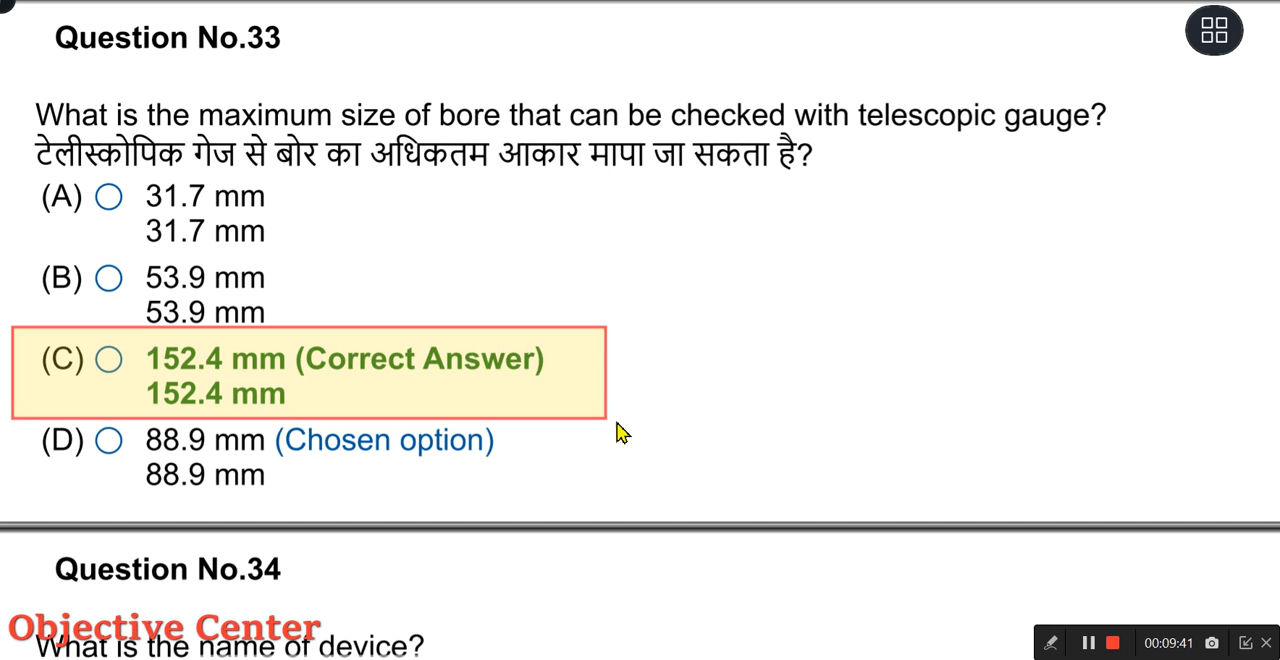 Question No.33
What is the maximum size of bore that can be checked with telescopic gauge?
टेलीस्कोपिक गेज से बोर का अधिकतम आकार मापा जा सकता है?
(A) 31.7 mm
31.7 mm
(B) 53.9 mm
53.9 mm
(C) 152.4 mm (Correct Answer)
152.4 mm
(D) 88.9 mm (Chosen option)
88.9 mm
Question No.34
Objective Center
What is the name of device?
00:09:41